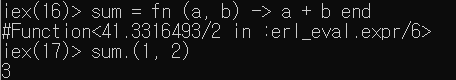 iex(16)> sum = fn (a, b) -> a + b end
#Function<41.3316493/2 in :erl_eval.expr/6>
iex(17)> sum.(1, 2)
3